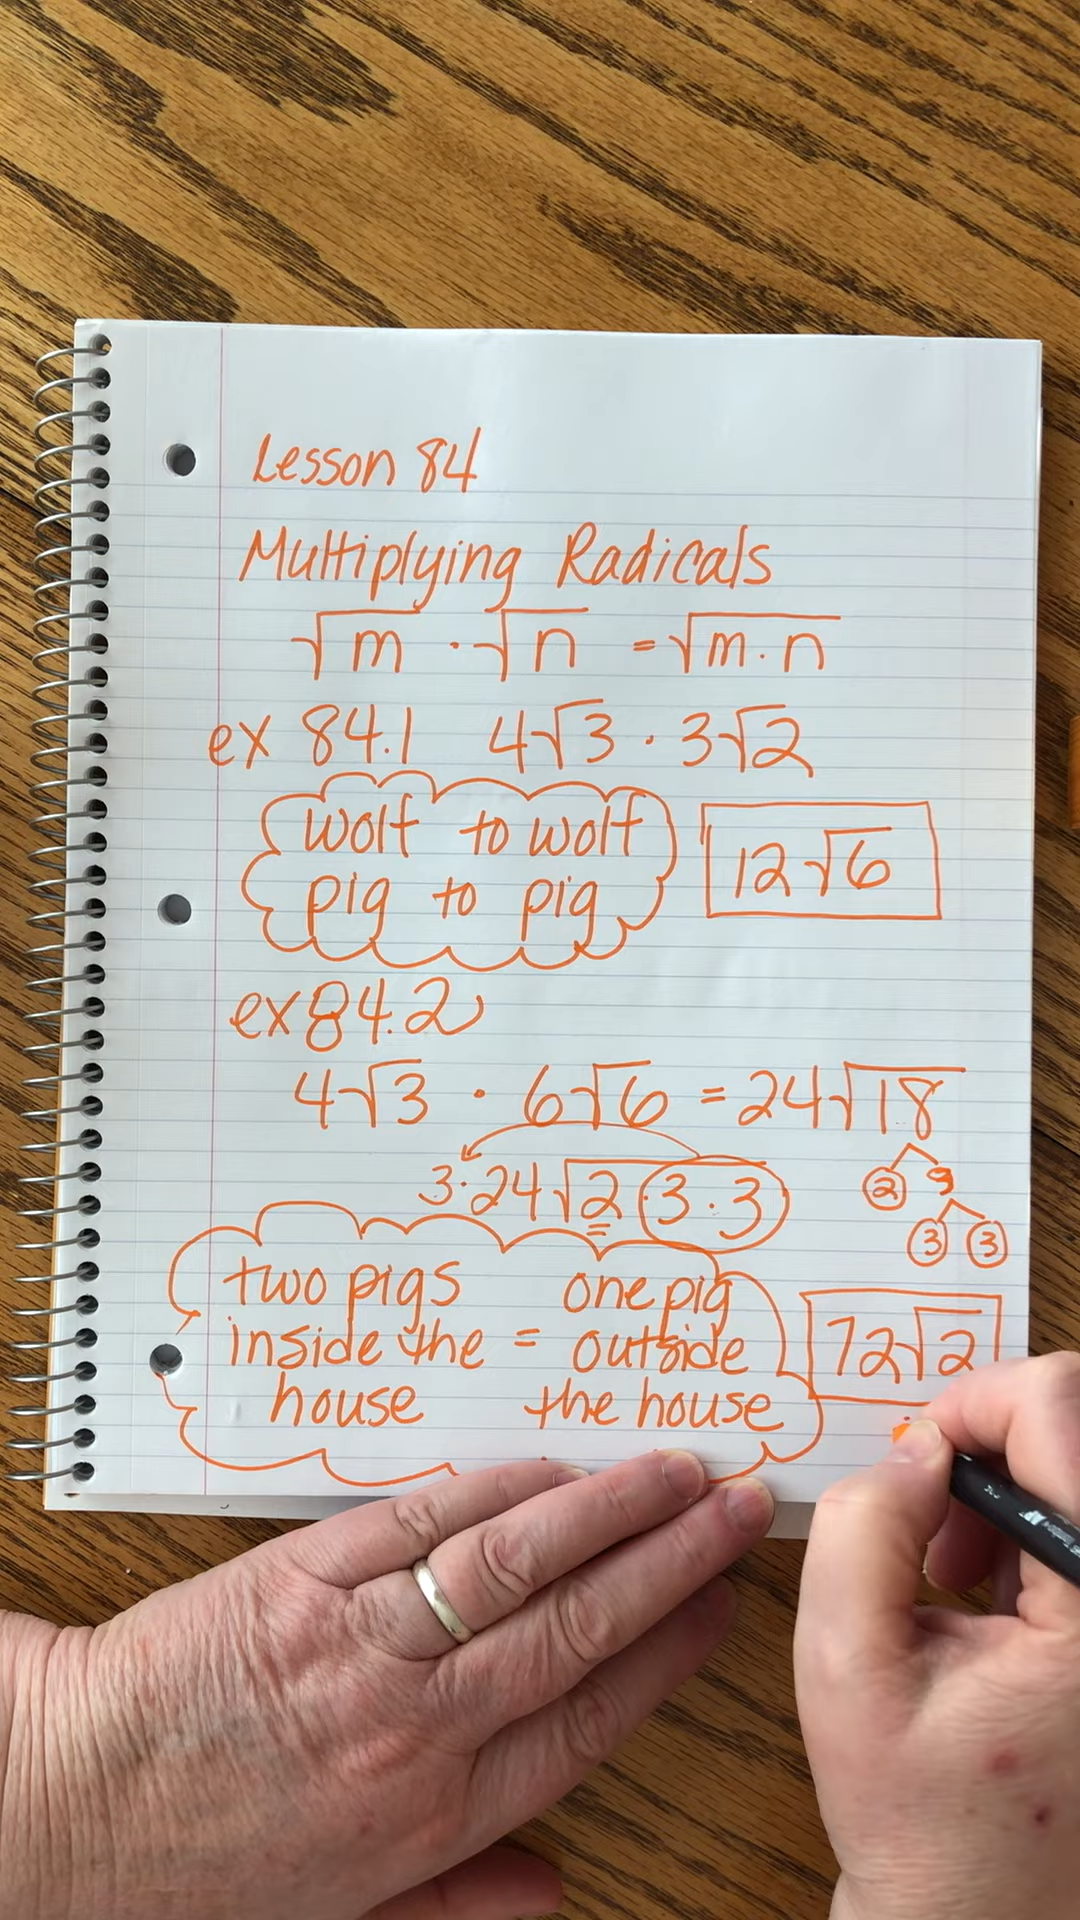 Lesson 84
Multiplying Radicals
√m · √n = √m·n
ex 84.1 4√3 · 3√2
wolf to wolf
pig to pig
12√6
ex 84.2
4√3 · 6√6 = 24√18
3·24√2·3·3
2 9
3 3
two pigs one pig
inside the = outside
house the house
72√2